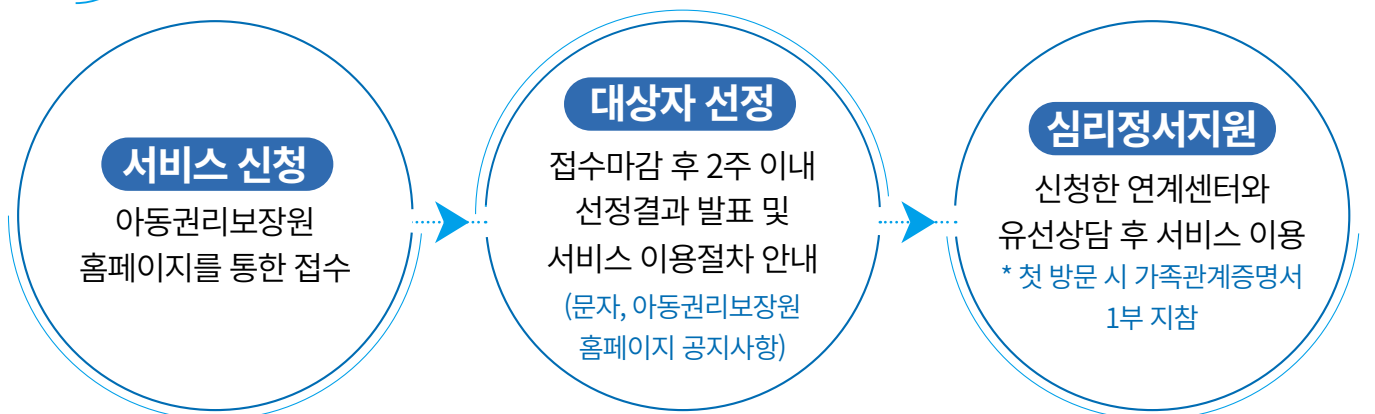 서비스 신청
아동권리보장원
홈페이지를 통한 접수
대상자 선정
접수마감 후 2주 이내
선정결과 발표 및
서비스 이용절차 안내
(문자, 아동권리보장원
홈페이지 공지사항)
심리정서지원
신청한 연계센터와
유선상담 후 서비스 이용
* 첫 방문 시 가족관계증명서
1부 지참